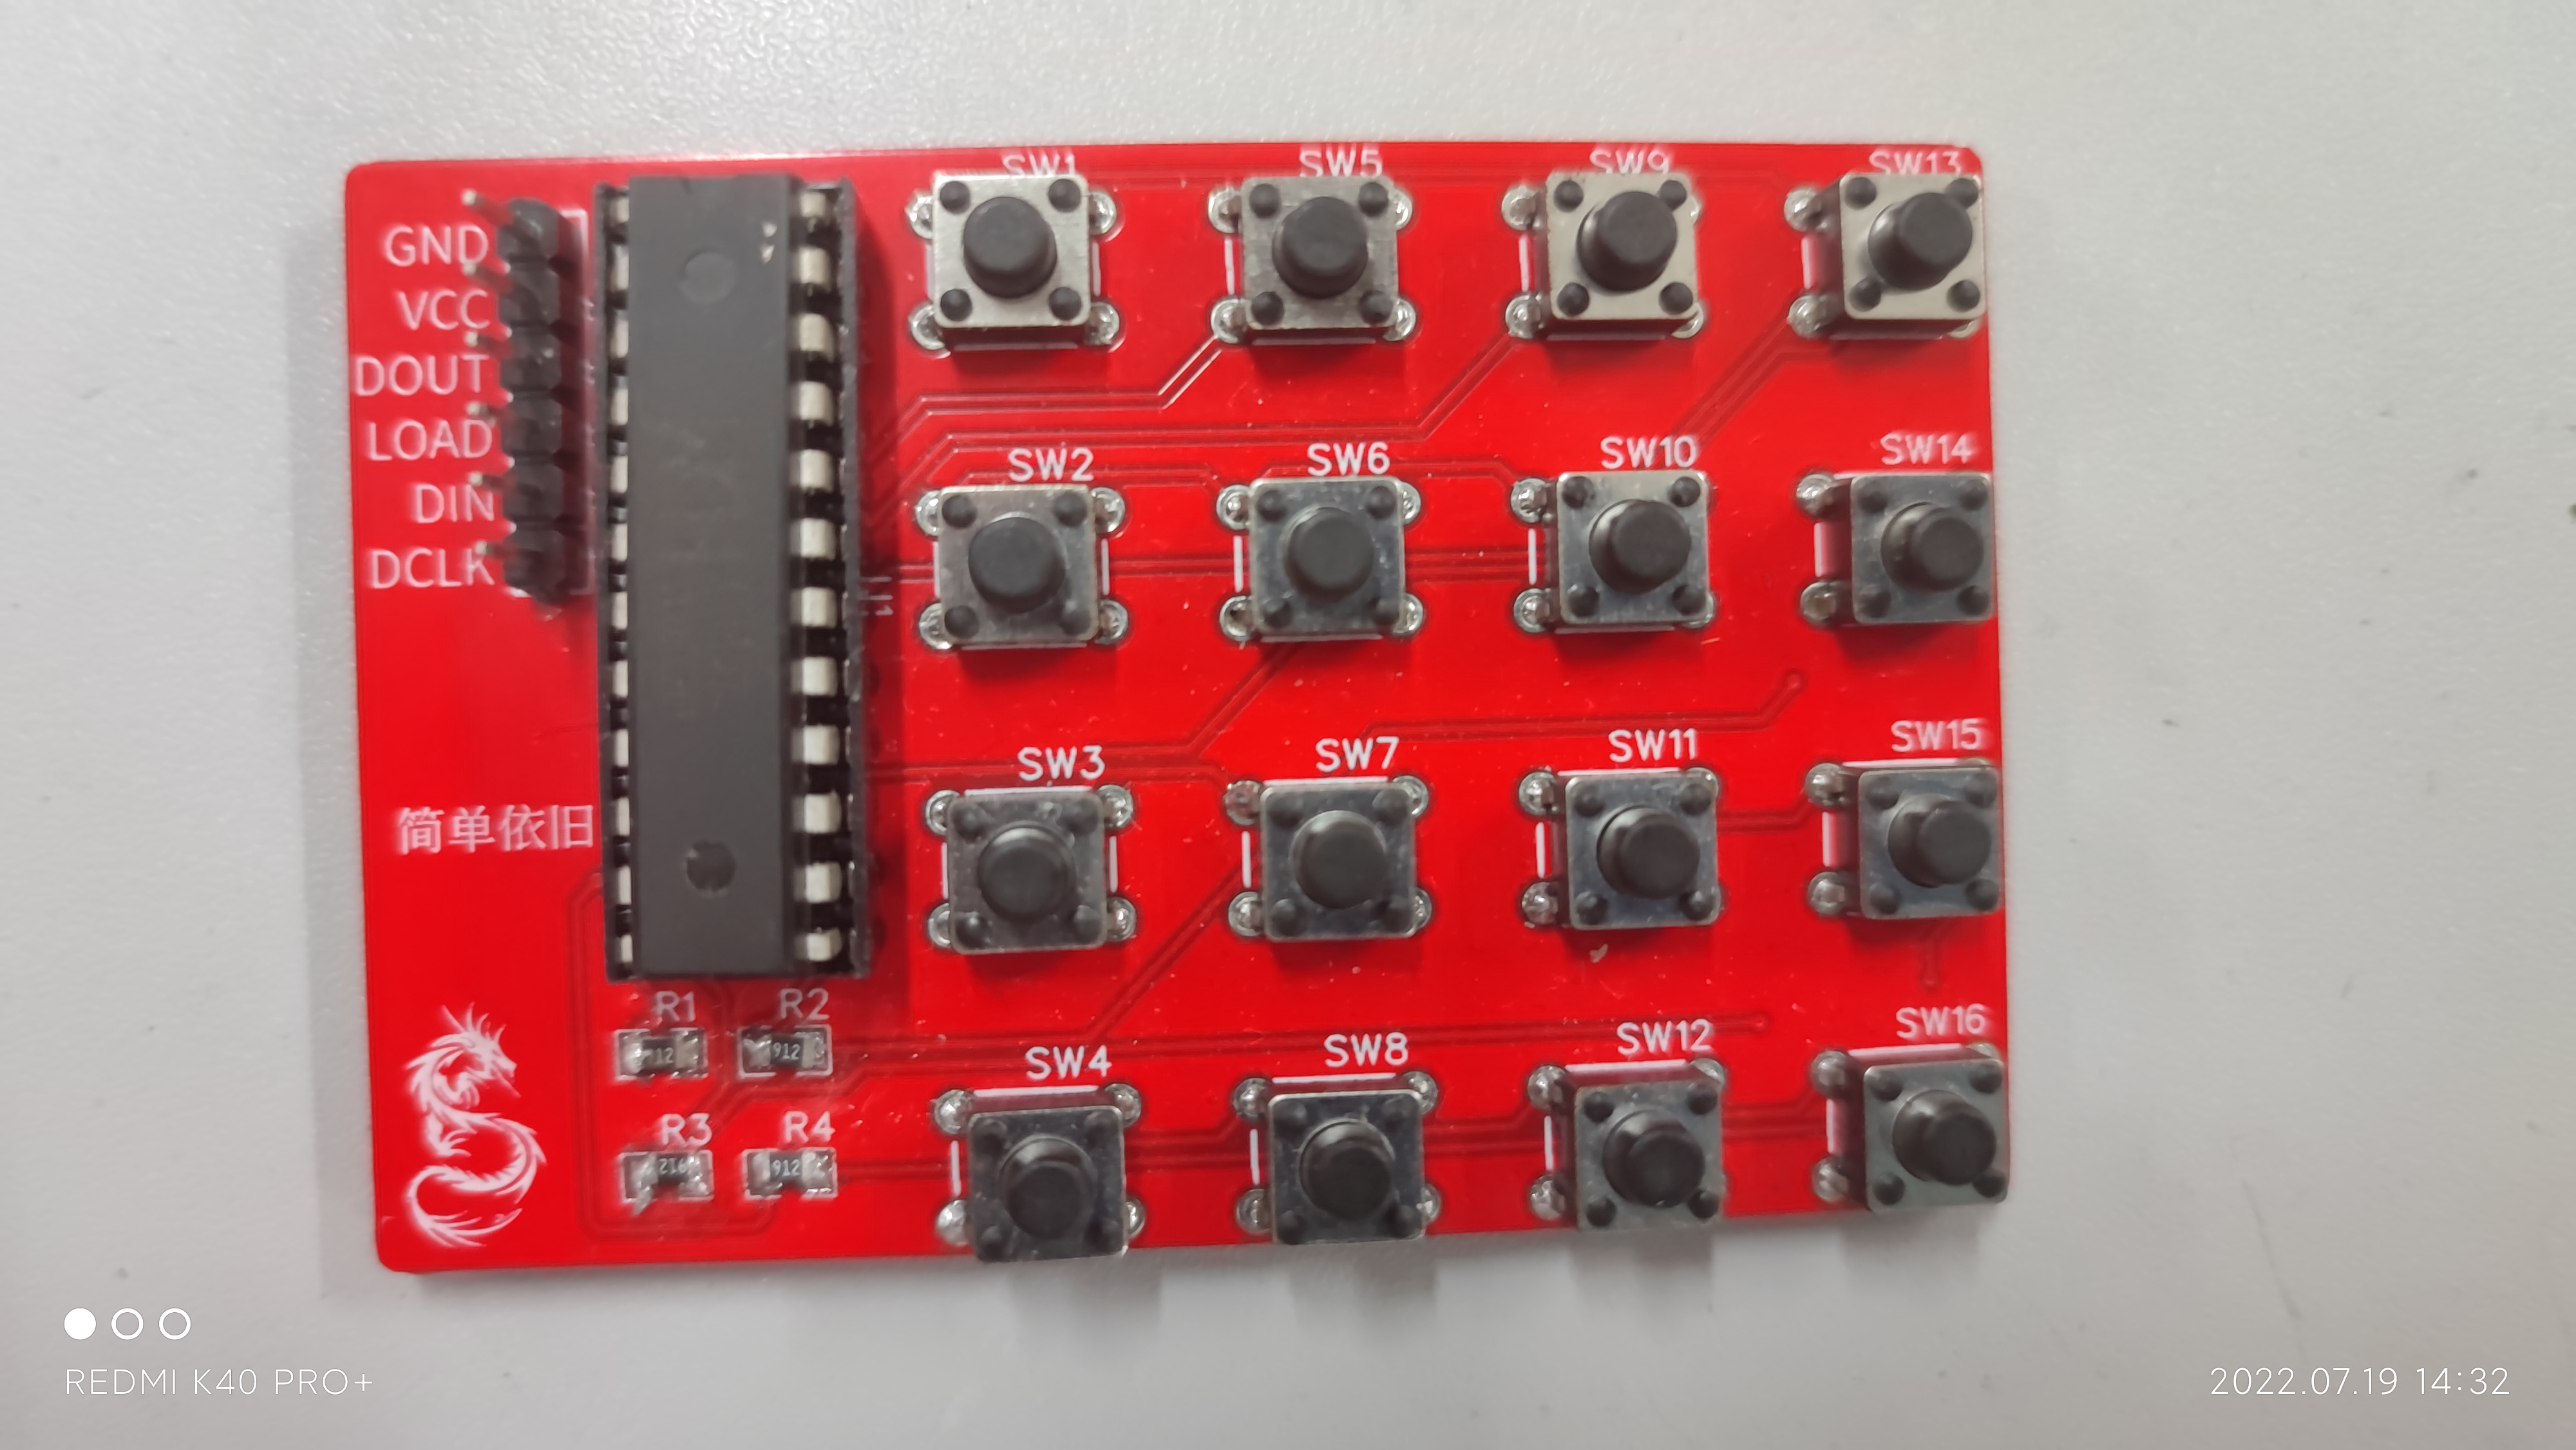 SW1 SW5 SW9 SW13
GND
VCC
DOUT
LOAD
DIN
DCLK
SW2 SW6 SW10 SW14
U1
SW3 SW7 SW11 SW15
简单依旧
R1 R2
912
SW4 SW8 SW12 SW16
R3 R4
912 912
REDMI K40 PRO+
2022.07.19 14:32